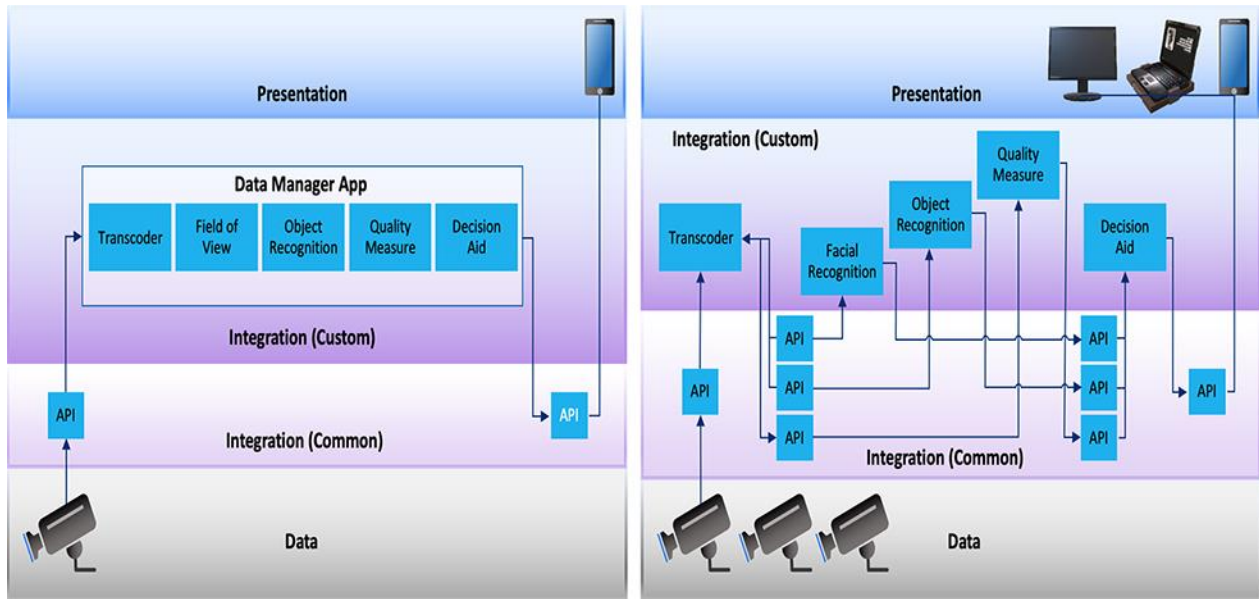 Presentation
Data Manager App
Transcoder
Field of
View
Object
Recognition
Quality
Measure
Decision
Aid
Integration (Custom)
API
API
Integration (Common)
Data
Presentation
Integration (Custom)
Quality
Measure
Object
Recognition
Transcoder
Facial
Recognition
Decision
Aid
API
API
API
API
API
API
API
API
Integration (Common)
Data